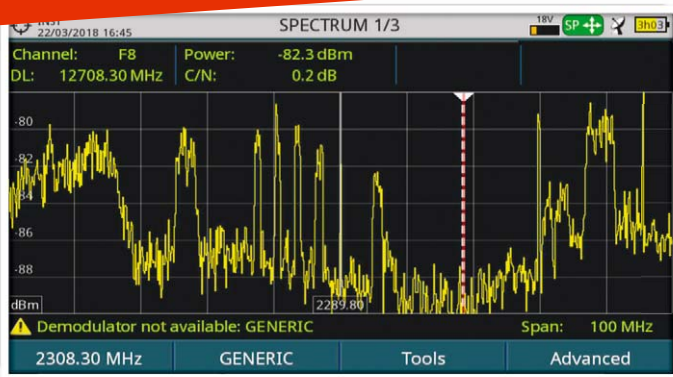 SPECTRUM 1/3
22/03/2018 16:45
18V
SP
3h03
Channel: F8 Power: -82.3 dBm
DL: 12708.30 MHz C/N: 0.2 dB
-80
-82
-84
-86
-88
dBm
2289.80
Demodulator not available: GENERIC
Span: 100 MHz
2308.30 MHz GENERIC Tools Advanced